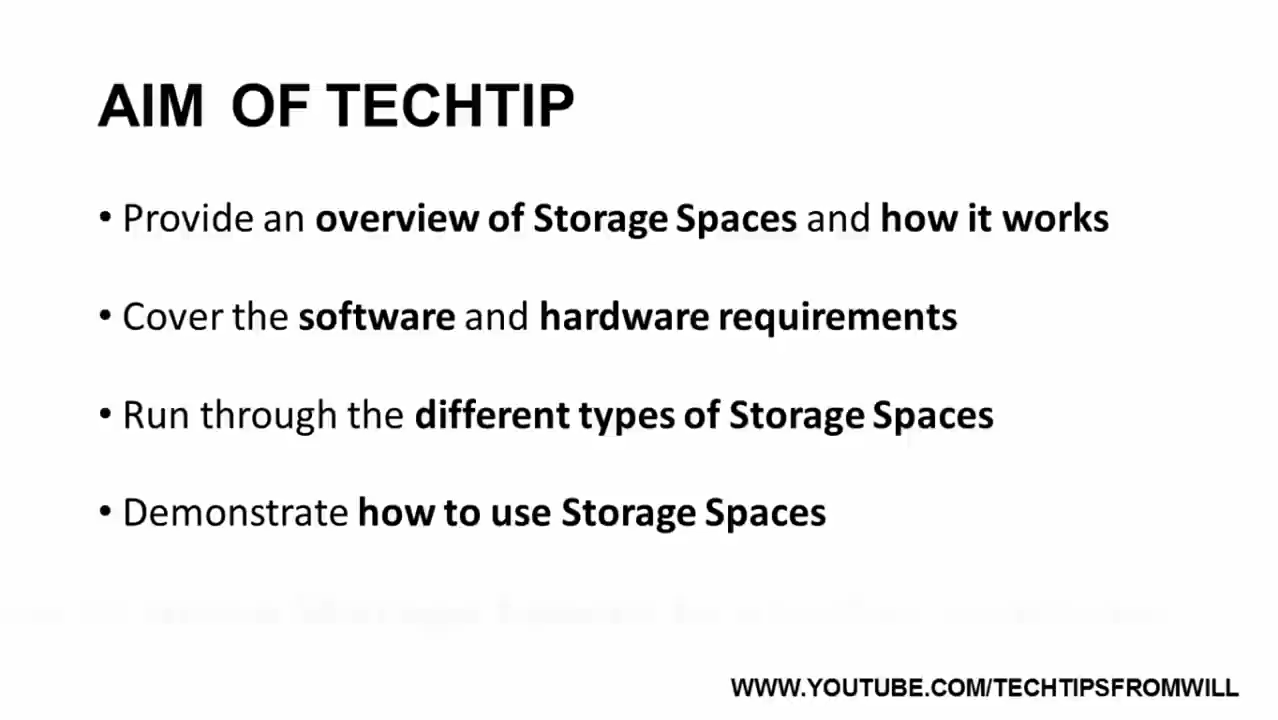 AIM OF TECHTIP
• Provide an overview of Storage Spaces and how it works
• Cover the software and hardware requirements
• Run through the different types of Storage Spaces
• Demonstrate how to use Storage Spaces
WWW.YOUTUBE.COM/TECHTIPSFROMWILL